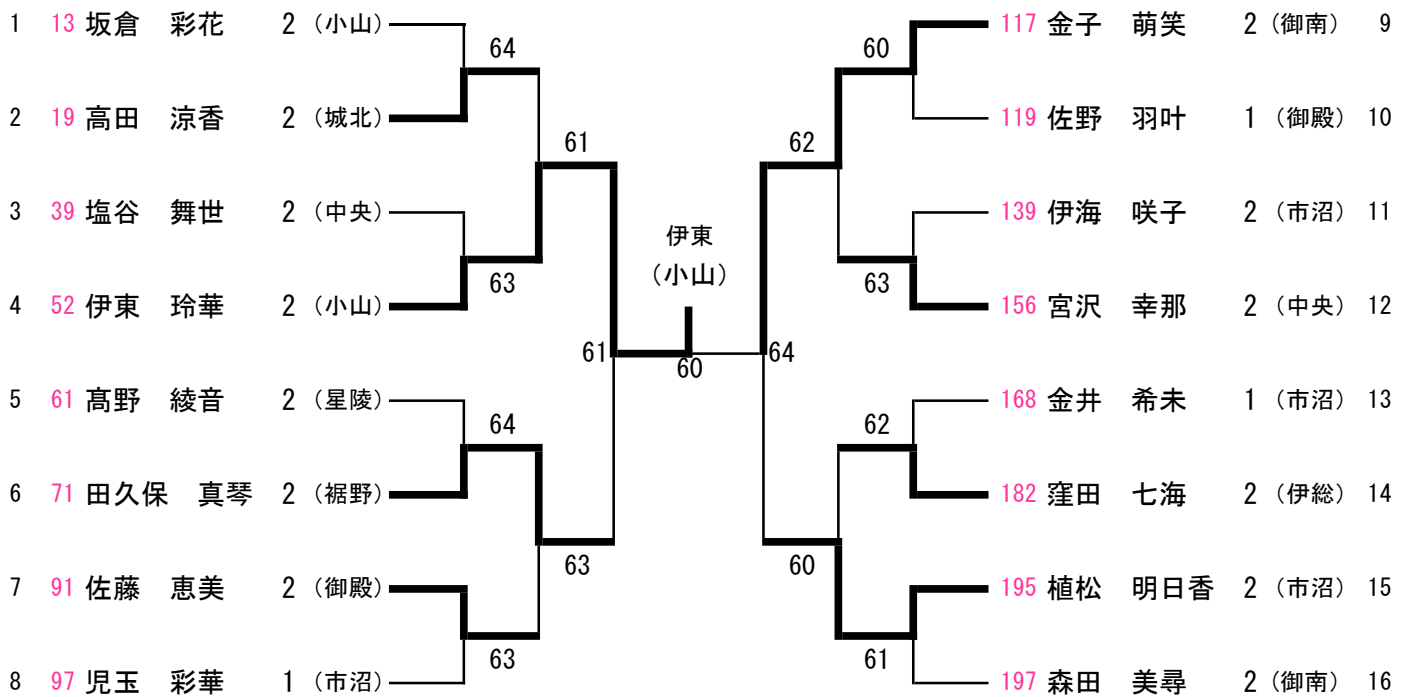 1 13 坂倉 彩花 2 (小山)
64
2 19 高田 涼香 2 (城北)
61
3 39 塩谷 舞世 2 (中央)
63
4 52 伊東 玲華 2 (小山)
61
5 61 髙野 綾音 2 (星陵)
64
6 71 田久保 真琴 2 (裾野)
63
7 91 佐藤 恵美 2 (御殿)
63
8 97 児玉 彩華 1 (市沼)
伊東
(小山)
60
117 金子 萌笑 2 (御南) 9
60
119 佐野 羽叶 1 (御殿) 10
62
139 伊海 咲子 2 (市沼) 11
63
156 宮沢 幸那 2 (中央) 12
64
168 金井 希未 1 (市沼) 13
62
182 窪田 七海 2 (伊総) 14
60
195 植松 明日香 2 (市沼) 15
61
197 森田 美尋 2 (御南) 16